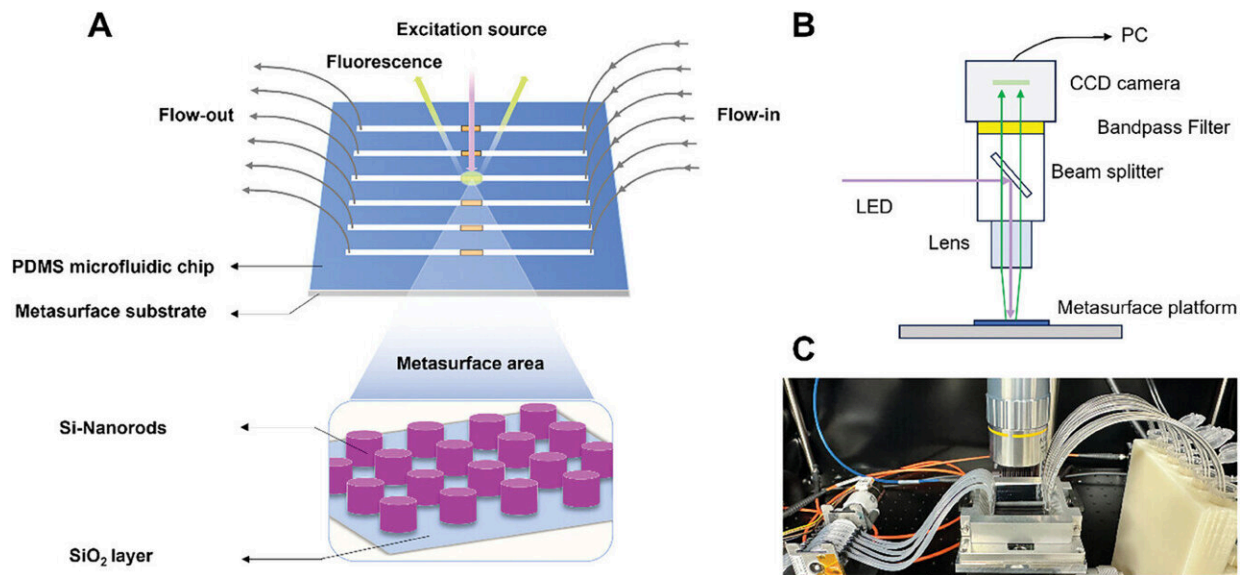 A
Excitation source
Fluorescence
Flow-out
Flow-in
PDMS microfluidic chip
Metasurface substrate
Metasurface area
Si-Nanorods
SiO₂ layer
B
PC
CCD camera
Bandpass Filter
Beam splitter
LED
Lens
Metasurface platform
C